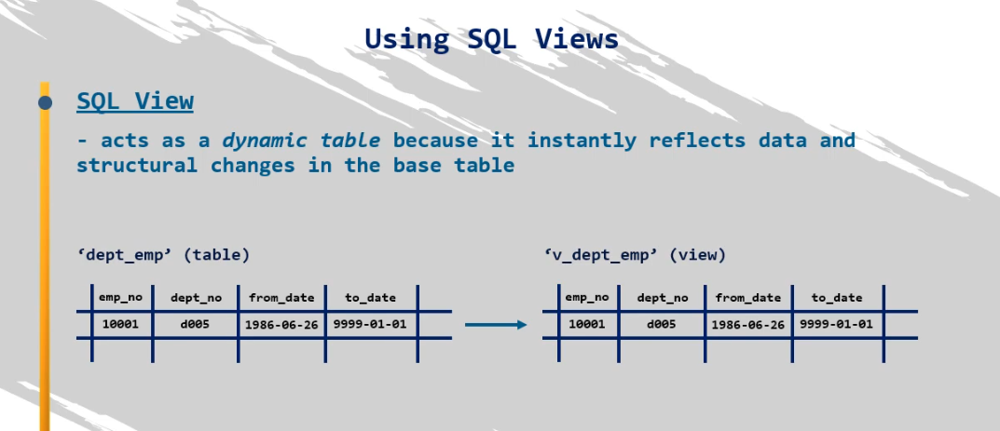 Using SQL Views
SQL View
- acts as a dynamic table because it instantly reflects data and
structural changes in the base table
‘dept_emp’ (table)
emp_no dept_no from_date to_date
10001 d005 1986-06-26 9999-01-01
‘v_dept_emp’ (view)
emp_no dept_no from_date to_date
10001 d005 1986-06-26 9999-01-01